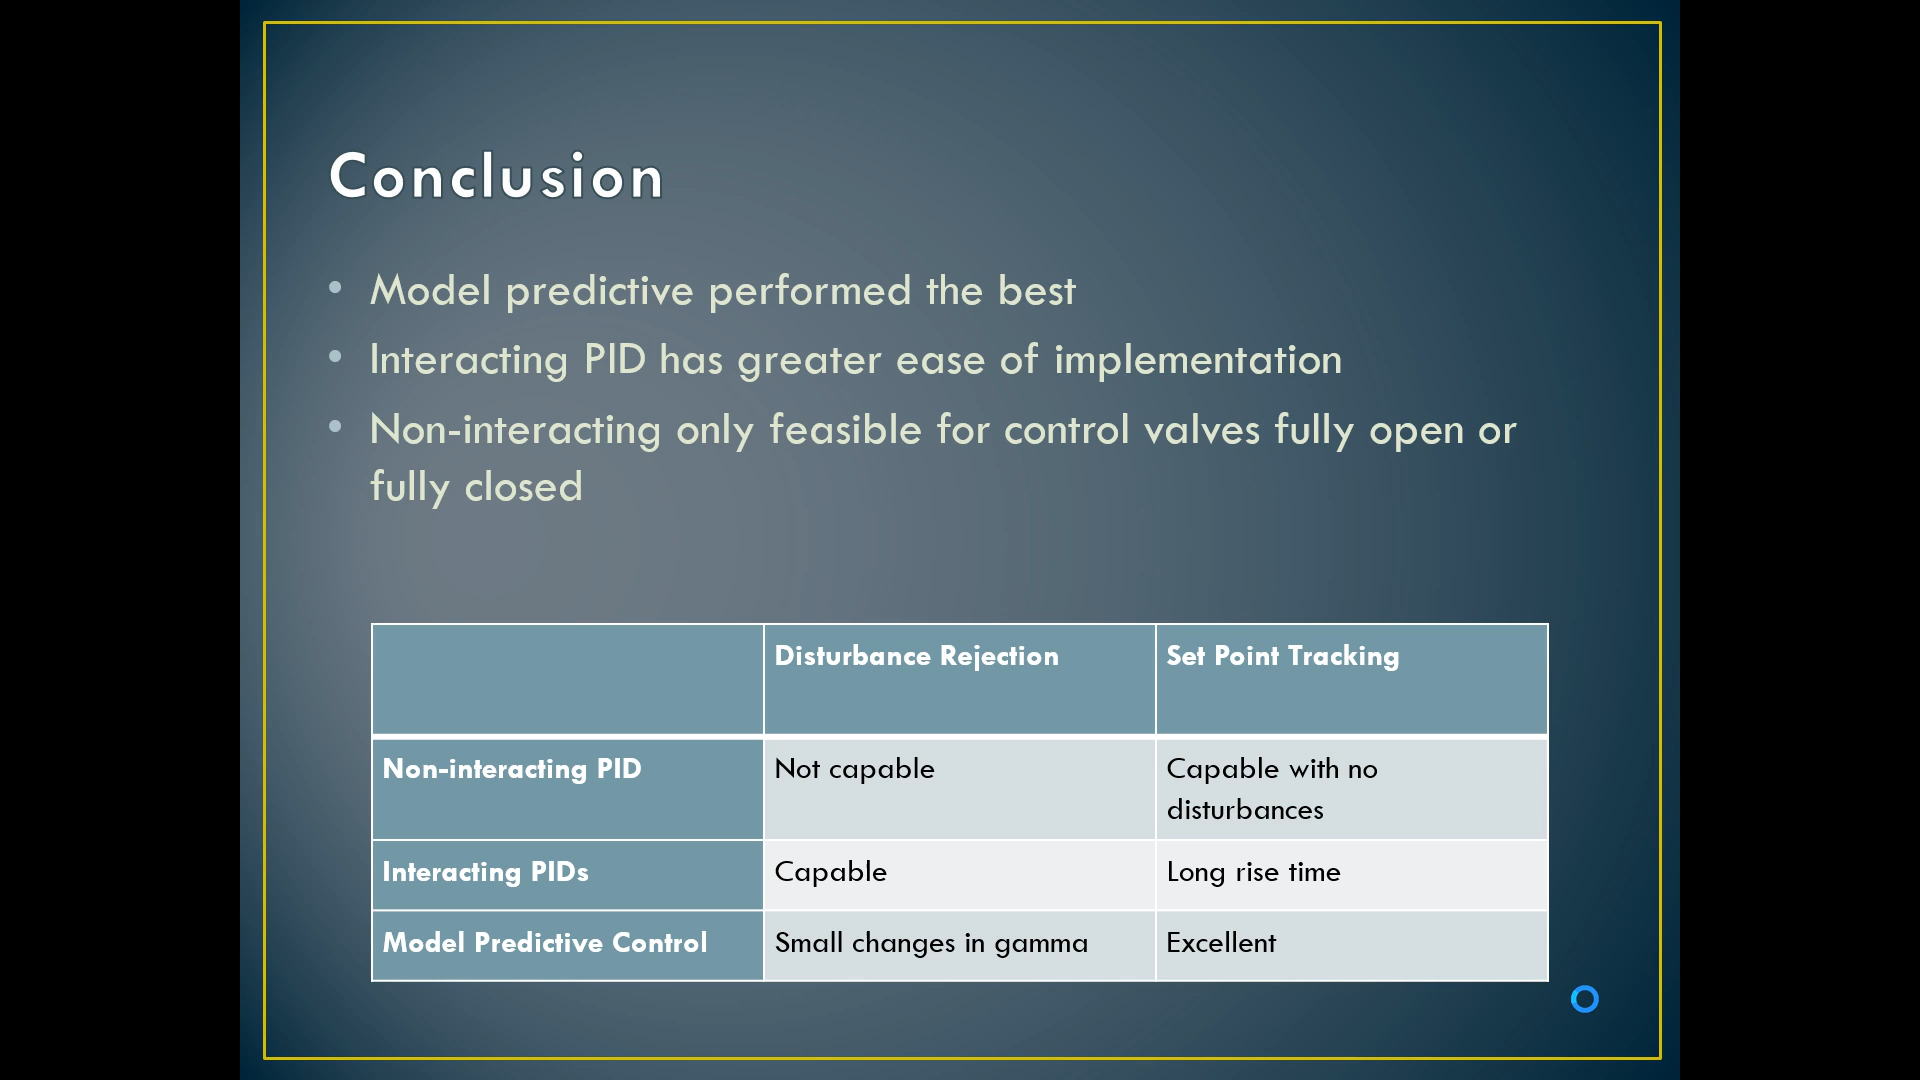 Conclusion
• Model predictive performed the best
• Interacting PID has greater ease of implementation
• Non-interacting only feasible for control valves fully open or
fully closed
Disturbance Rejection Set Point Tracking
Non-interacting PID Not capable Capable with no
disturbances
Interacting PIDs Capable Long rise time
Model Predictive Control Small changes in gamma Excellent